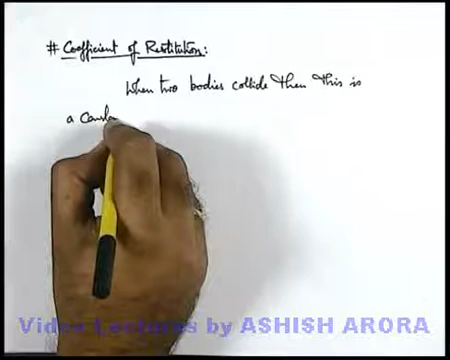 # Coefficient of Restitution:
When two bodies collide then this is
a
Video Lectures by ASHISH ARORA